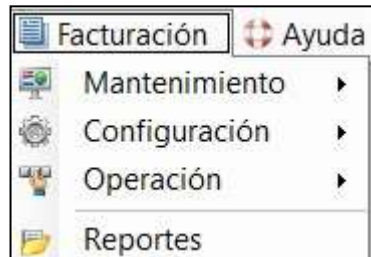 Facturación Ayuda
Mantenimiento
Configuración
Operación
Reportes